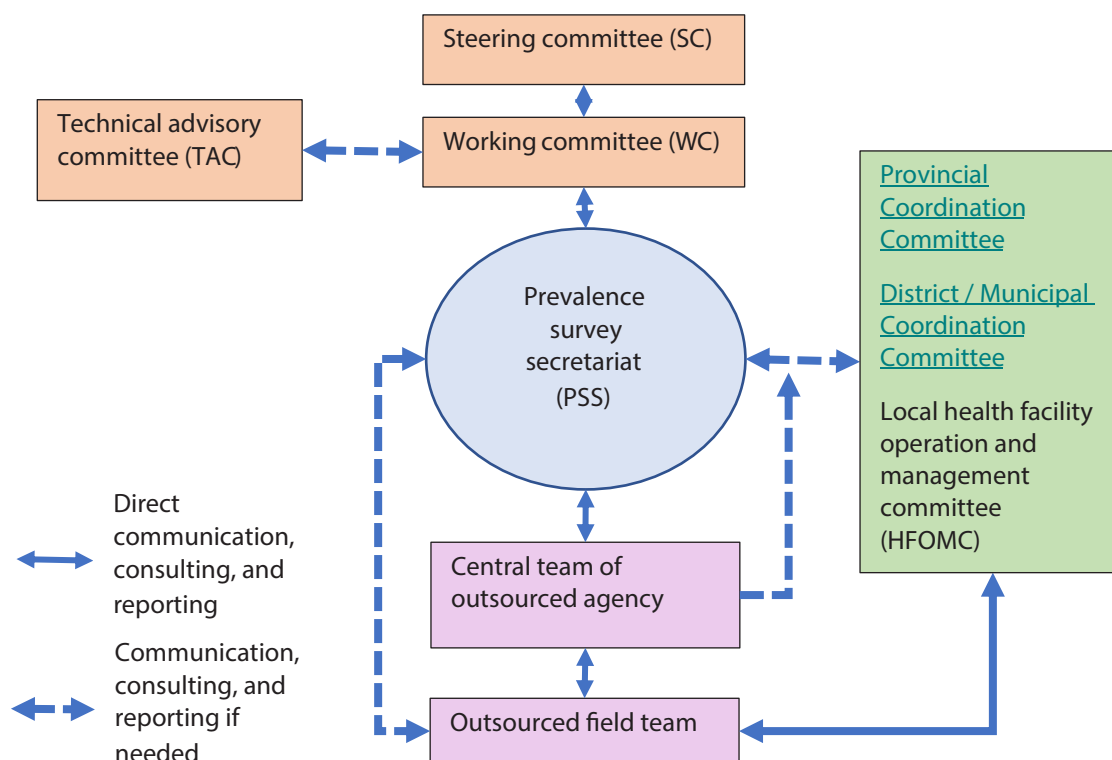 Steering committee (SC)
Technical advisory
committee (TAC)
Working committee (WC)
Provincial
Coordination
Committee
District / Municipal
Coordination
Committee
Local health facility
operation and
management
committee
(HFOMC)
Prevalence
survey
secretariat
(PSS)
Central team of
outsourced agency
Outsourced field team
Direct
communication,
consulting, and
reporting
Communication,
consulting, and
reporting if
needed